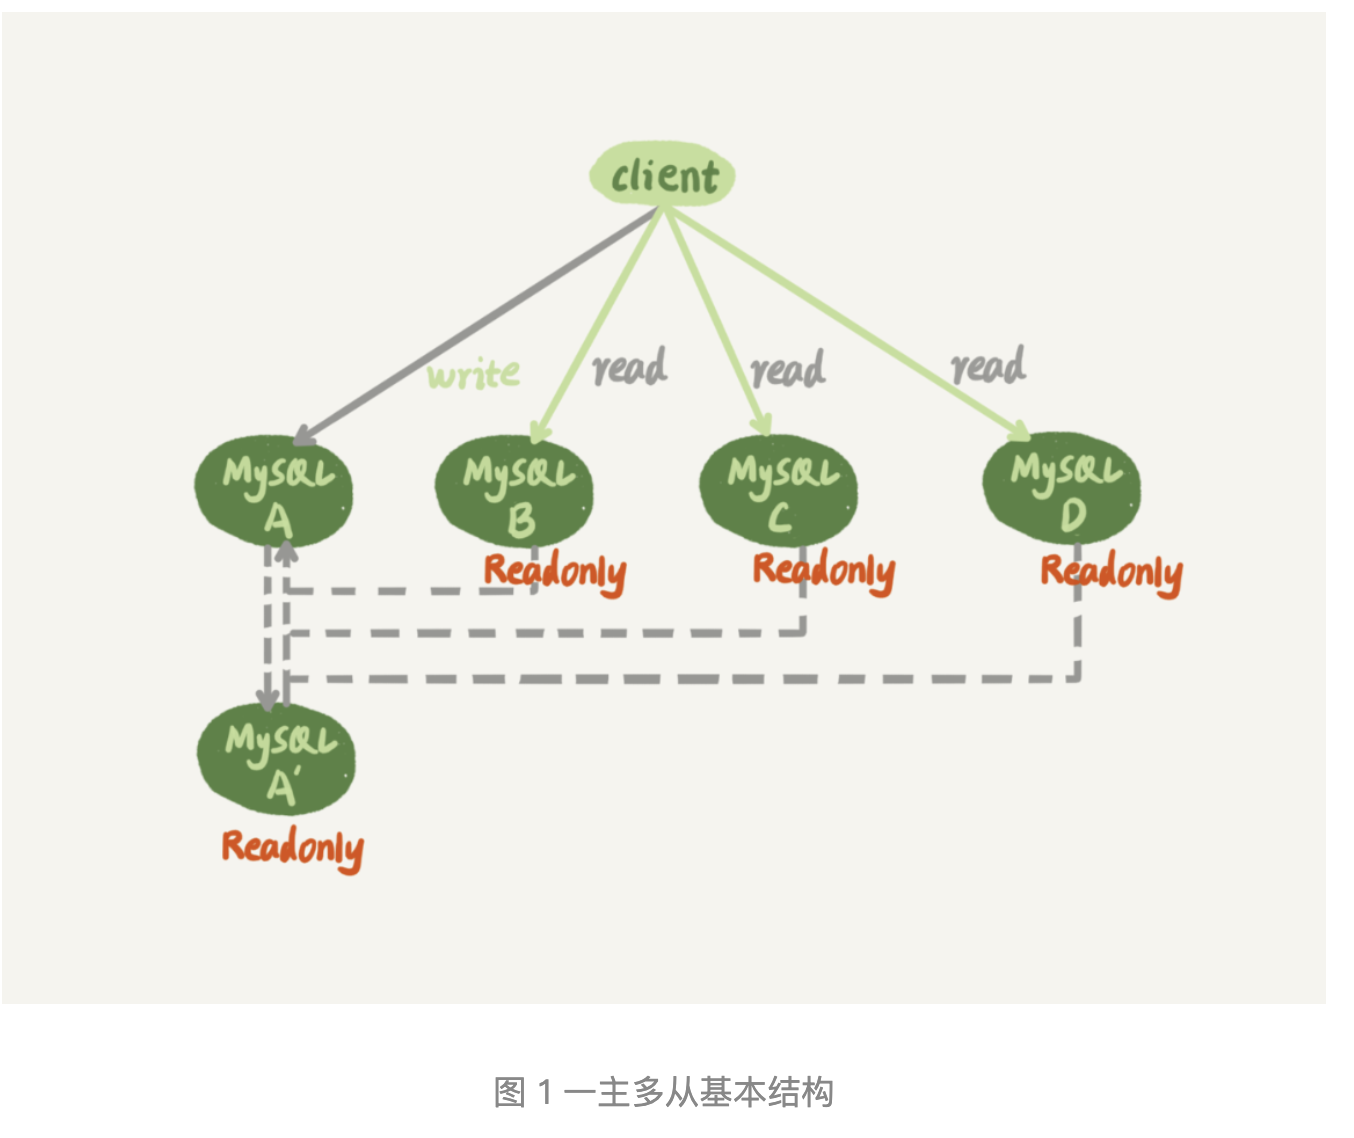 client
write
read
read
read
MySQL
A
MySQL
B
MySQL
C
MySQL
D
Readonly
Readonly
Readonly
MySQL
A'
Readonly
图 1 一主多从基本结构